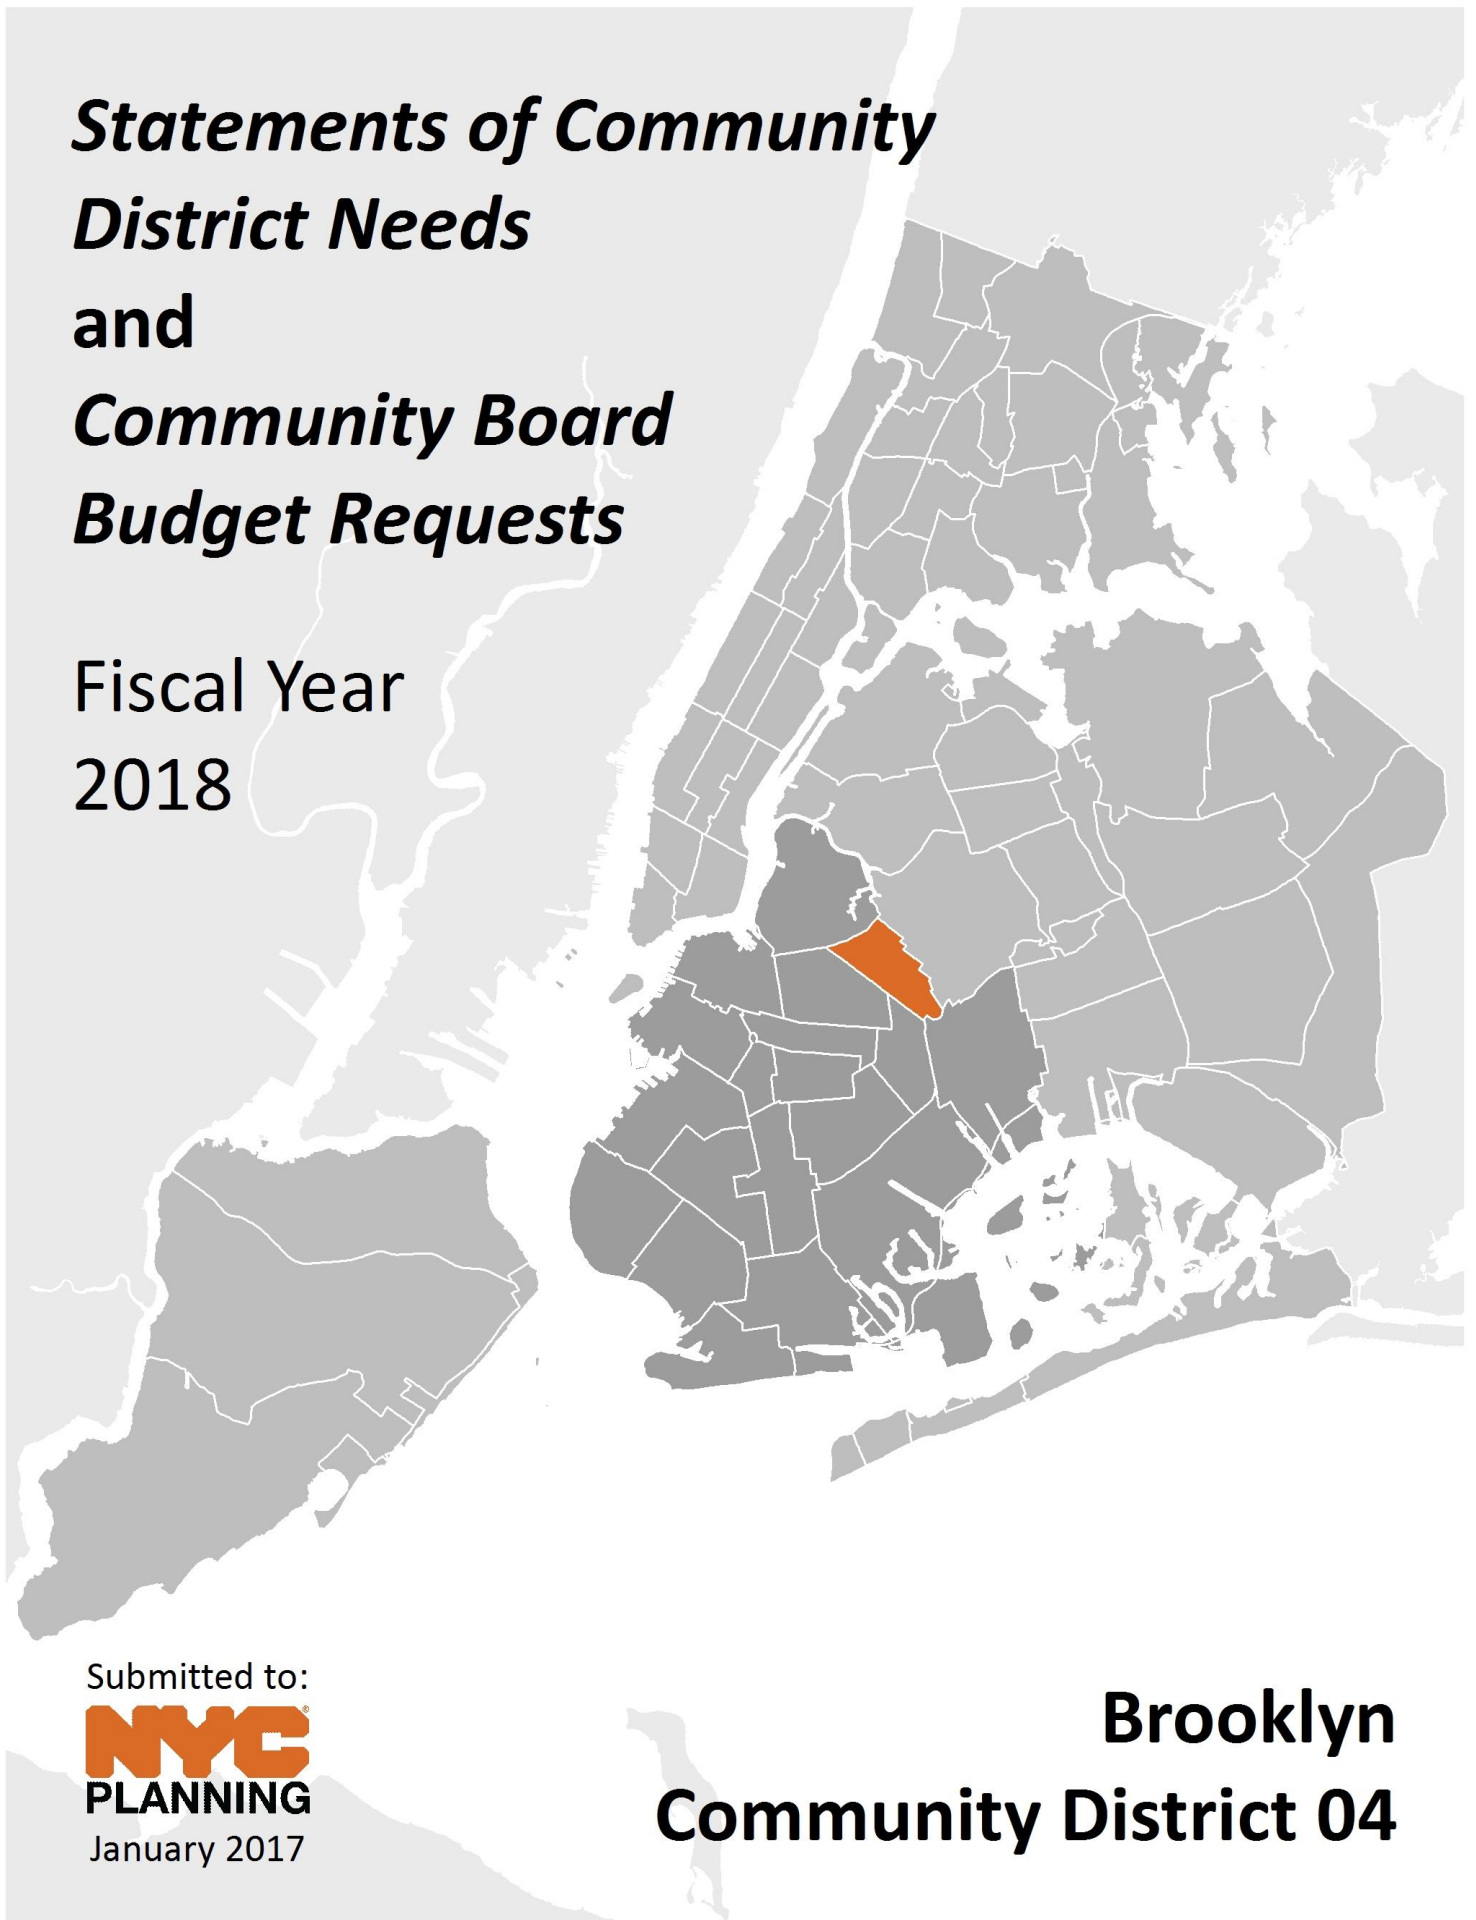 Statements of Community
District Needs
and
Community Board
Budget Requests
Fiscal Year
2018
Submitted to:
NYC®
PLANNING
January 2017
Brooklyn
Community District 04